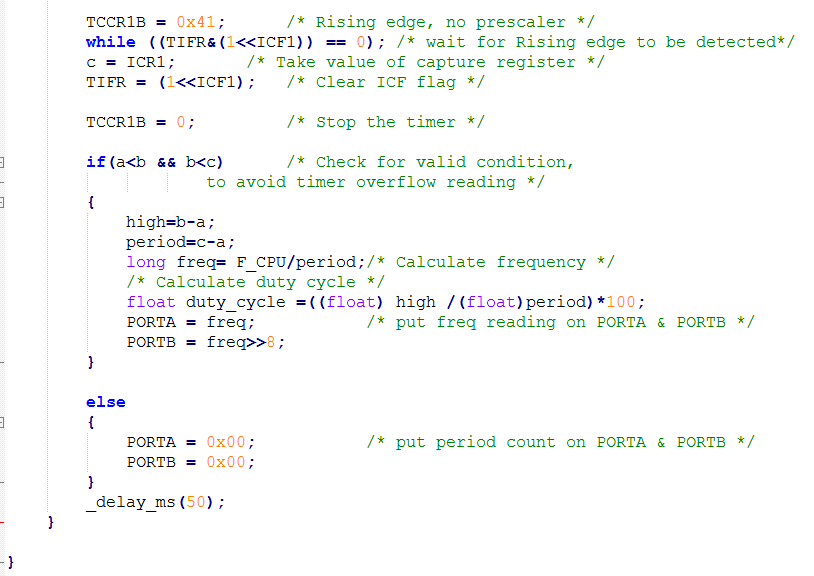 TCCR1B = 0x41;      /* Rising edge, no prescaler */
while ((TIFR&(1<<ICF1)) == 0); /* wait for Rising edge to be detected*/
c = ICR1;       /* Take value of capture register */
TIFR = (1<<ICF1);   /* Clear ICF flag */
TCCR1B = 0;         /* Stop the timer */
if(a<b && b<c)      /* Check for valid condition,
            to avoid timer overflow reading */
{
    high=b-a;
    period=c-a;
    long freq= F_CPU/period;/* Calculate frequency */
    /* Calculate duty cycle */
    float duty_cycle =((float) high /(float)period)*100;
    PORTA = freq;           /* put freq reading on PORTA & PORTB */
    PORTB = freq>>8;
}
else
{
    PORTA = 0x00;           /* put period count on PORTA & PORTB */
    PORTB = 0x00;
}
_delay_ms(50);
}
}